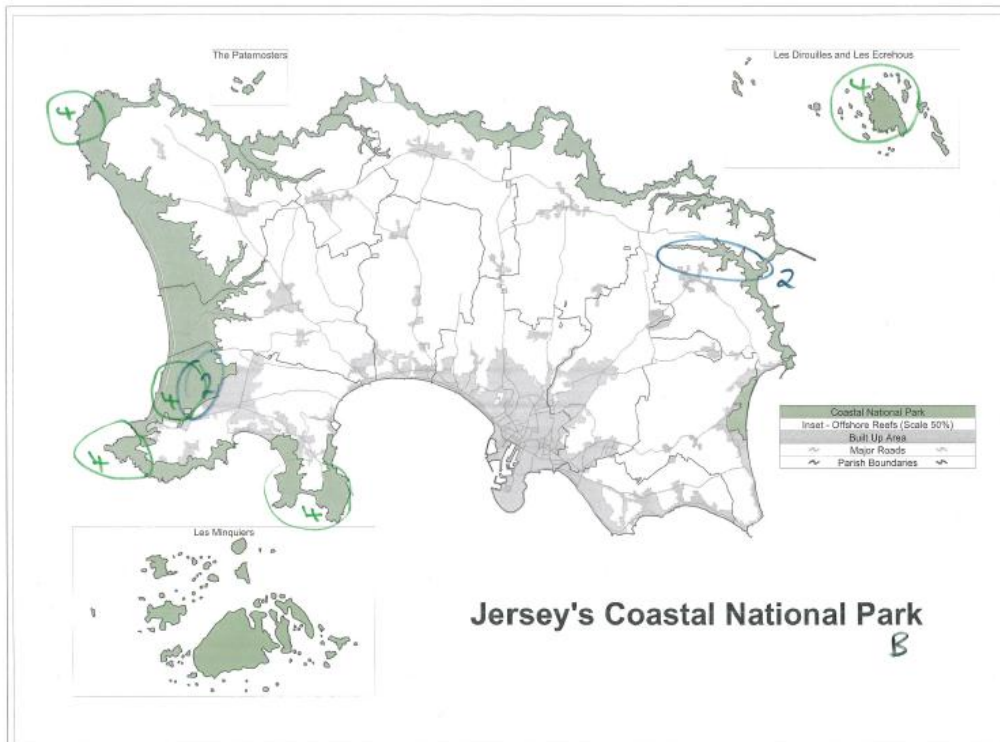 The Paternosters
Les Dirouilles and Les Ecrehous
4
4
2
2
4
4
4
Coastal National Park
Inset - Offshore Reefs (Scale 50%)
Built Up Area
Major Roads
Parish Boundaries
Les Minquiers
Jersey's Coastal National Park
B